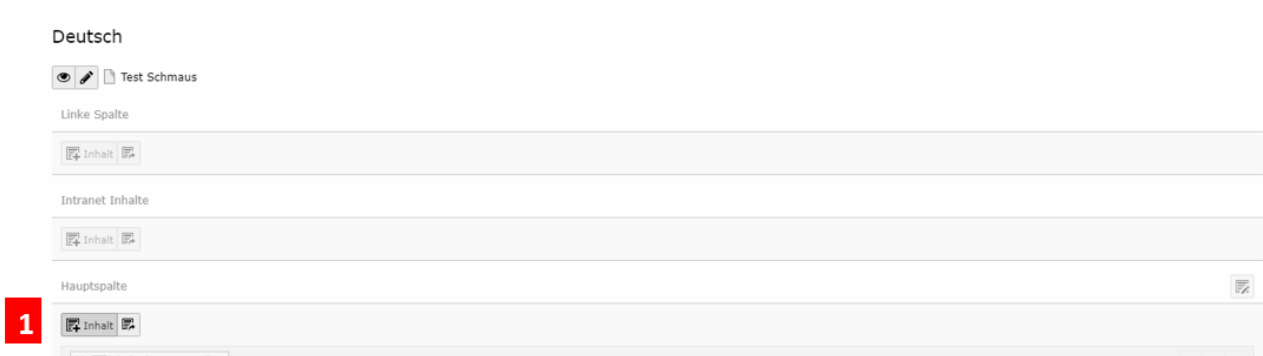 Deutsch
Test Schmaus
Linke Spalte
Inhalt
Intranet Inhalte
Inhalt
Hauptspalte
1 Inhalt